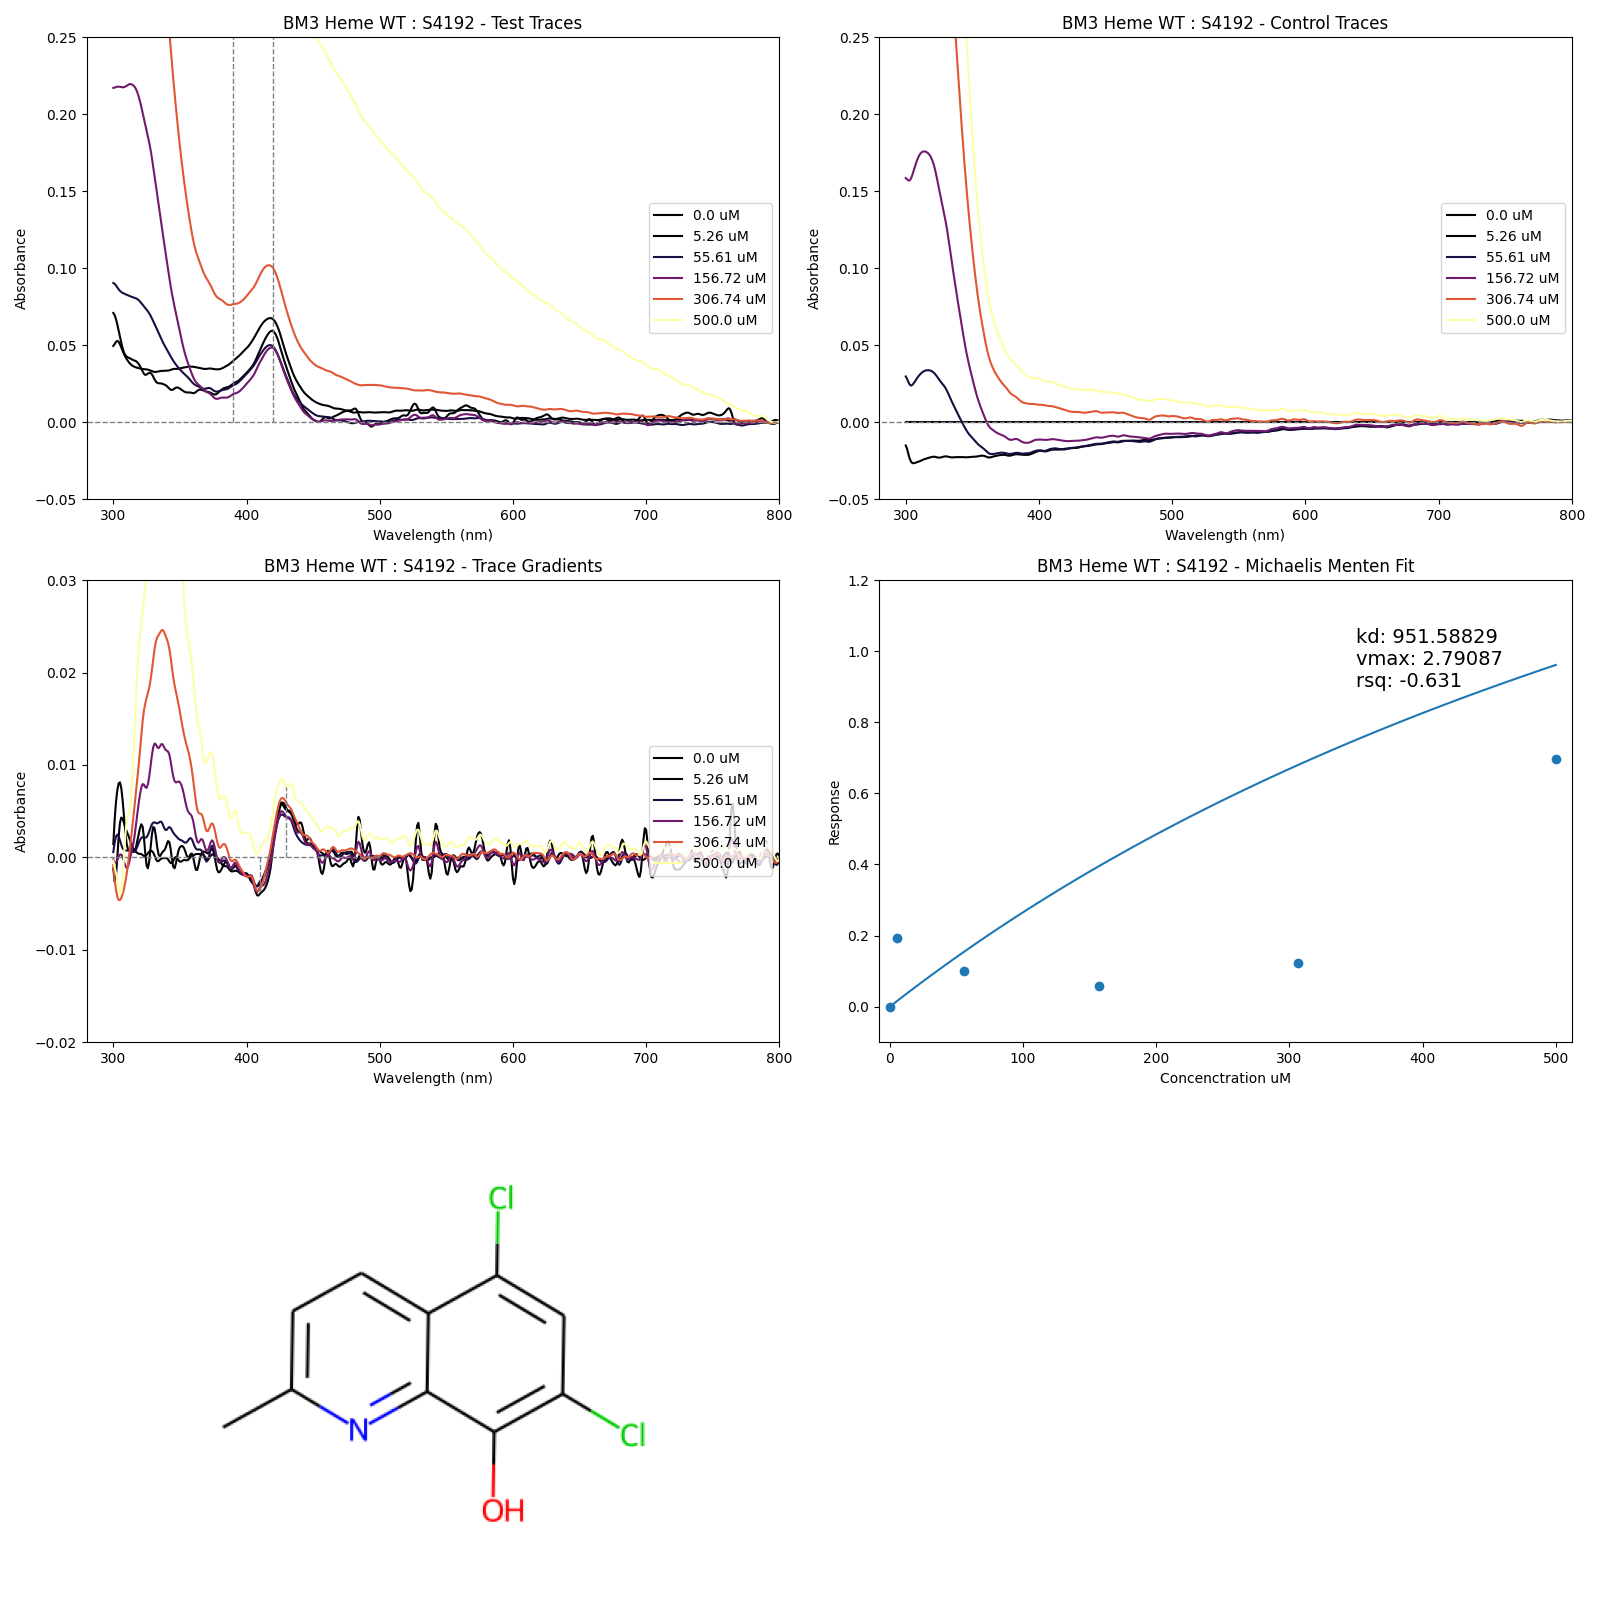 BM3 Heme WT : S4192 - Test Traces
Absorbance
0.25
0.20
0.15
0.10
0.05
0.00
−0.05
300 400 500 600 700 800
Wavelength (nm)
0.0 uM
5.26 uM
55.61 uM
156.72 uM
306.74 uM
500.0 uM
BM3 Heme WT : S4192 - Control Traces
Absorbance
0.25
0.20
0.15
0.10
0.05
0.00
−0.05
300 400 500 600 700 800
Wavelength (nm)
0.0 uM
5.26 uM
55.61 uM
156.72 uM
306.74 uM
500.0 uM
BM3 Heme WT : S4192 - Trace Gradients
Absorbance
0.03
0.02
0.01
0.00
−0.01
−0.02
300 400 500 600 700 800
Wavelength (nm)
0.0 uM
5.26 uM
55.61 uM
156.72 uM
306.74 uM
500.0 uM
BM3 Heme WT : S4192 - Michaelis Menten Fit
Response
1.2
1.0
0.8
0.6
0.4
0.2
0.0
0 100 200 300 400 500
Concenctration uM
kd: 951.58829
vmax: 2.79087
rsq: -0.631
Cl
N
Cl
OH